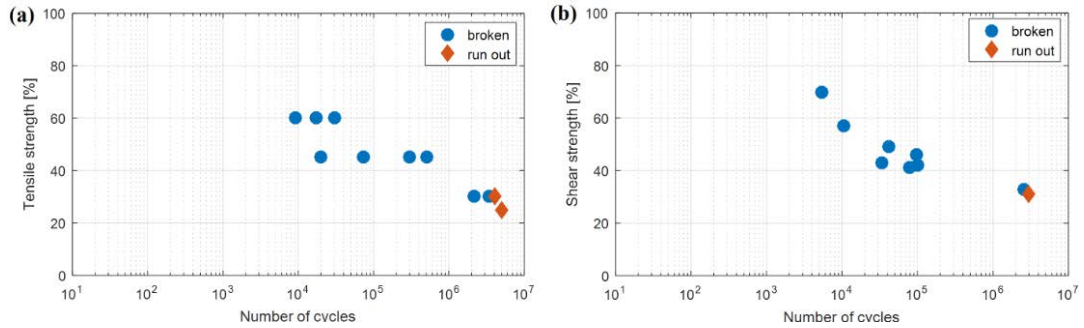 (a)
100
80
60
40
20
0
Tensile strength [%]
broken
run out
10^1 10^2 10^3 10^4 10^5 10^6 10^7
Number of cycles
(b)
100
80
60
40
20
0
Shear strength [%]
broken
run out
10^1 10^2 10^3 10^4 10^5 10^6 10^7
Number of cycles